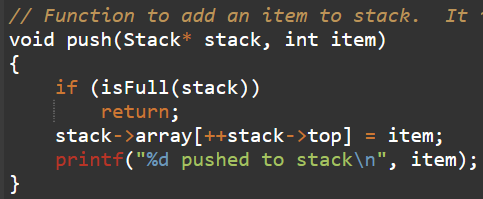 // Function to add an item to stack.  It
void push(Stack* stack, int item)
{
    if (isFull(stack))
        return;
    stack->array[++stack->top] = item;
    printf("%d pushed to stack\n", item);
}